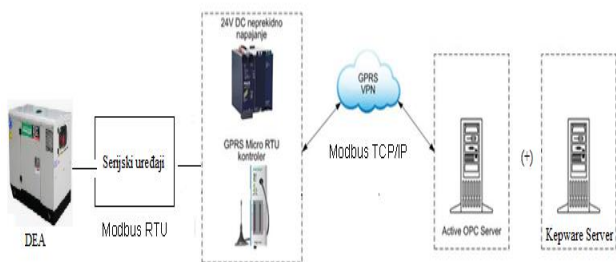 24V DC neprekidno
napajanje
GPRS
VPN
GPRS Micro RTU
kontroler
Serijski uređaji
Modbus TCP/IP
(+)
DEA
Modbus RTU
Active OPC Server
Kepware Server